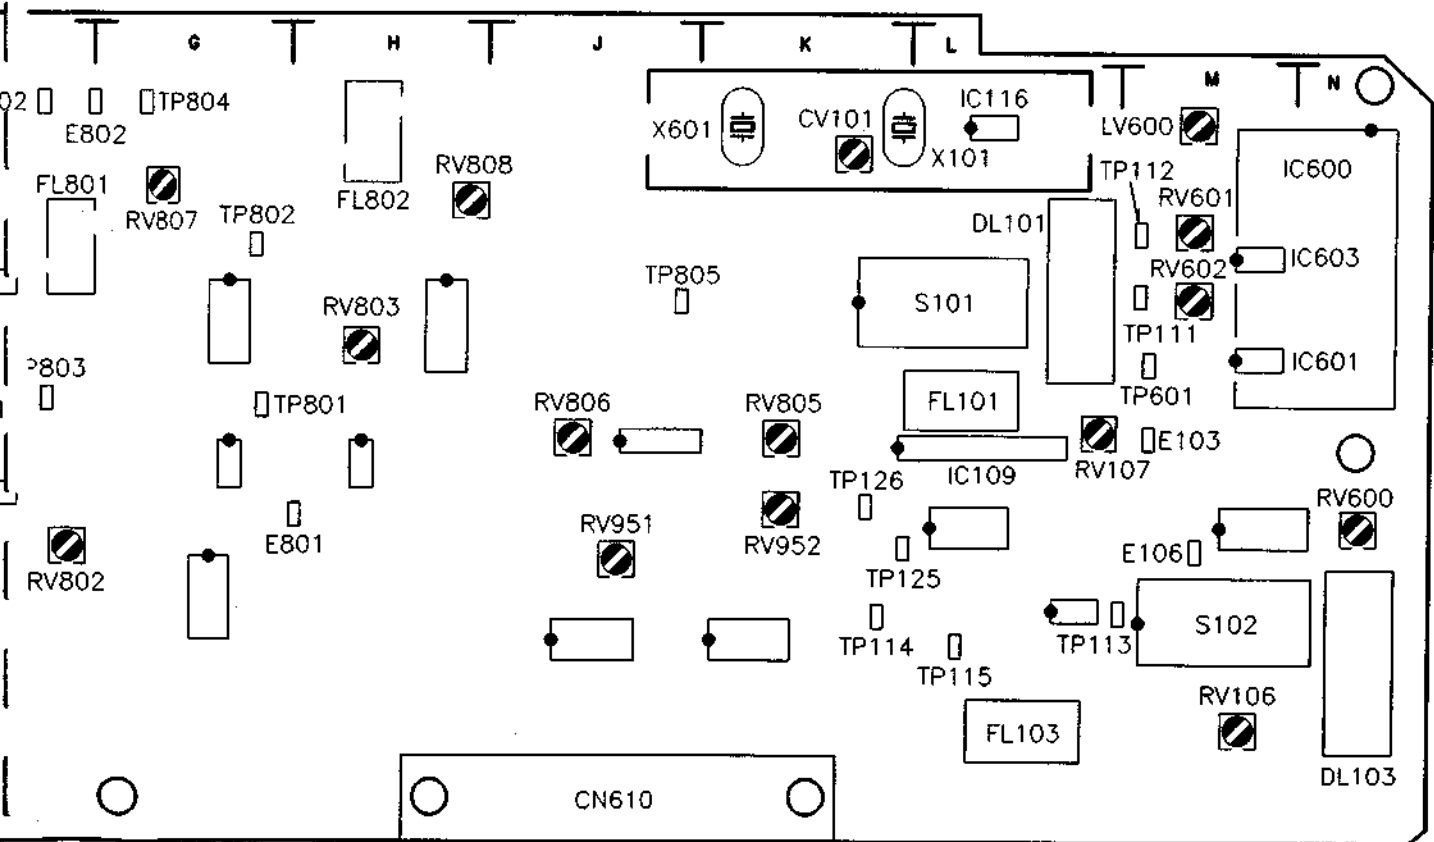 G H J K L M N
02
E802
TP804
X601
CV101
IC116
X101
LV600
TP112
IC600
RV808
FL801
RV807
FL802
TP802
RV601
DL101
IC603
TP805
RV602
S101
RV803
TP111
IC601
P803
TP601
TP801
RV806
RV805
FL101
E103
RV107
IC109
TP126
RV600
RV951
E801
RV952
E106
RV802
TP125
S102
TP114
TP113
TP115
RV106
FL103
DL103
CN610